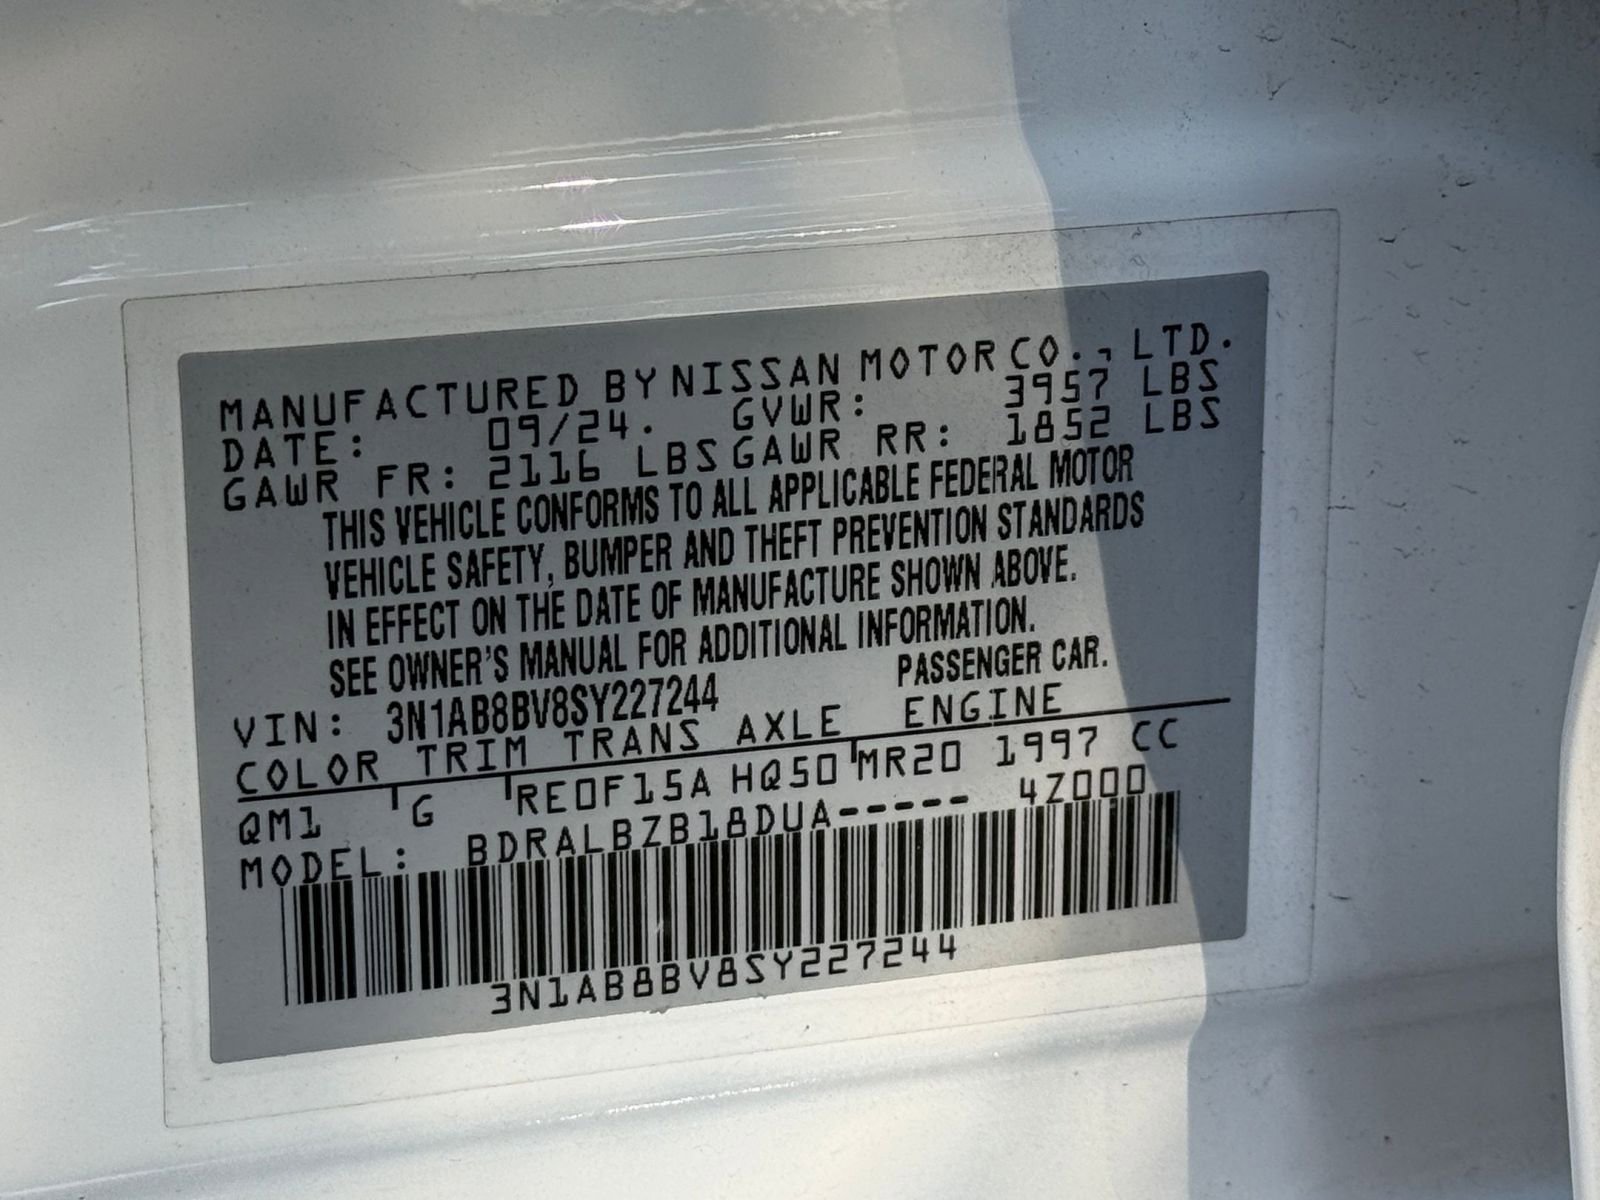 MANUFACTURED BY NISSAN MOTOR CO., LTD.
DATE: 09/24. GVWR: 3957 LBS
GAWR FR: 2116 LBS GAWR RR: 1852 LBS
THIS VEHICLE CONFORMS TO ALL APPLICABLE FEDERAL MOTOR
VEHICLE SAFETY, BUMPER AND THEFT PREVENTION STANDARDS
IN EFFECT ON THE DATE OF MANUFACTURE SHOWN ABOVE.
SEE OWNER'S MANUAL FOR ADDITIONAL INFORMATION.
VIN: 3N1AB8BV8SY227244 PASSENGER CAR.
COLOR TRIM TRANS AXLE ENGINE
QM1 G RE0F15A HQ50 MR20 1997 CC
MODEL: BDRALBZB18DUA----- 4Z000
3N1AB8BV8SY227244